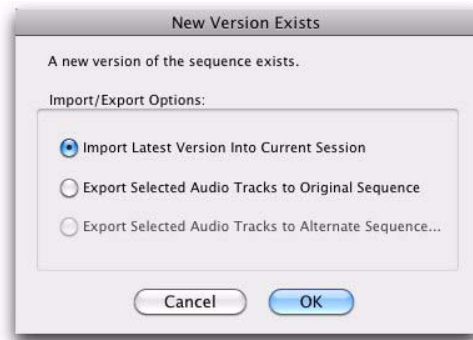 New Version Exists
A new version of the sequence exists.
Import/Export Options:
Import Latest Version Into Current Session
Export Selected Audio Tracks to Original Sequence
Export Selected Audio Tracks to Alternate Sequence...
Cancel OK